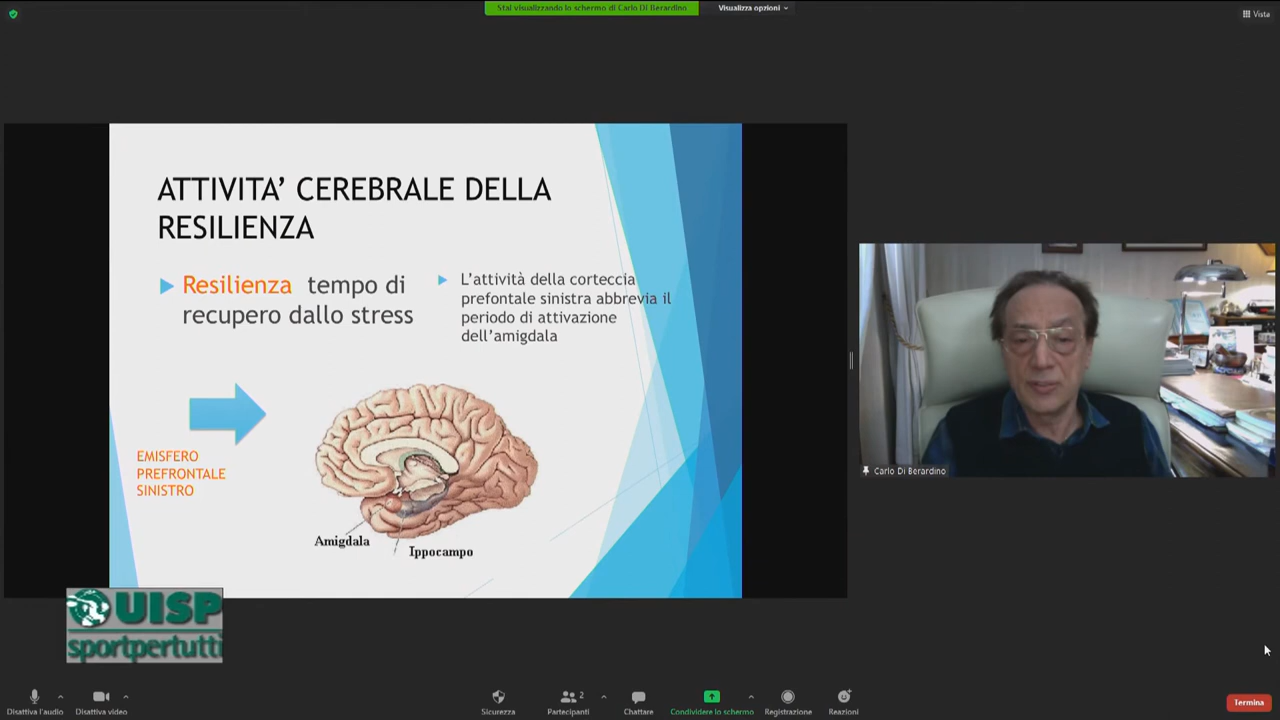 Stai visualizzando lo schermo di Carlo Di Berardino
Visualizza opzioni
Vista
ATTIVITA’ CEREBRALE DELLA
RESILIENZA
Resilienza tempo di
recupero dallo stress
L’attività della corteccia
prefontale sinistra abbrevia il
periodo di attivazione
dell’amigdala
EMISFERO
PREFRONTALE
SINISTRO
Amigdala
Ippocampo
Carlo Di Berardino
UISP
sportpertutti
Disattiva l'audio
Disattiva video
Sicurezza
Partecipanti
2
Chattare
Condividere lo schermo
Registrazione
Reazioni
Termina